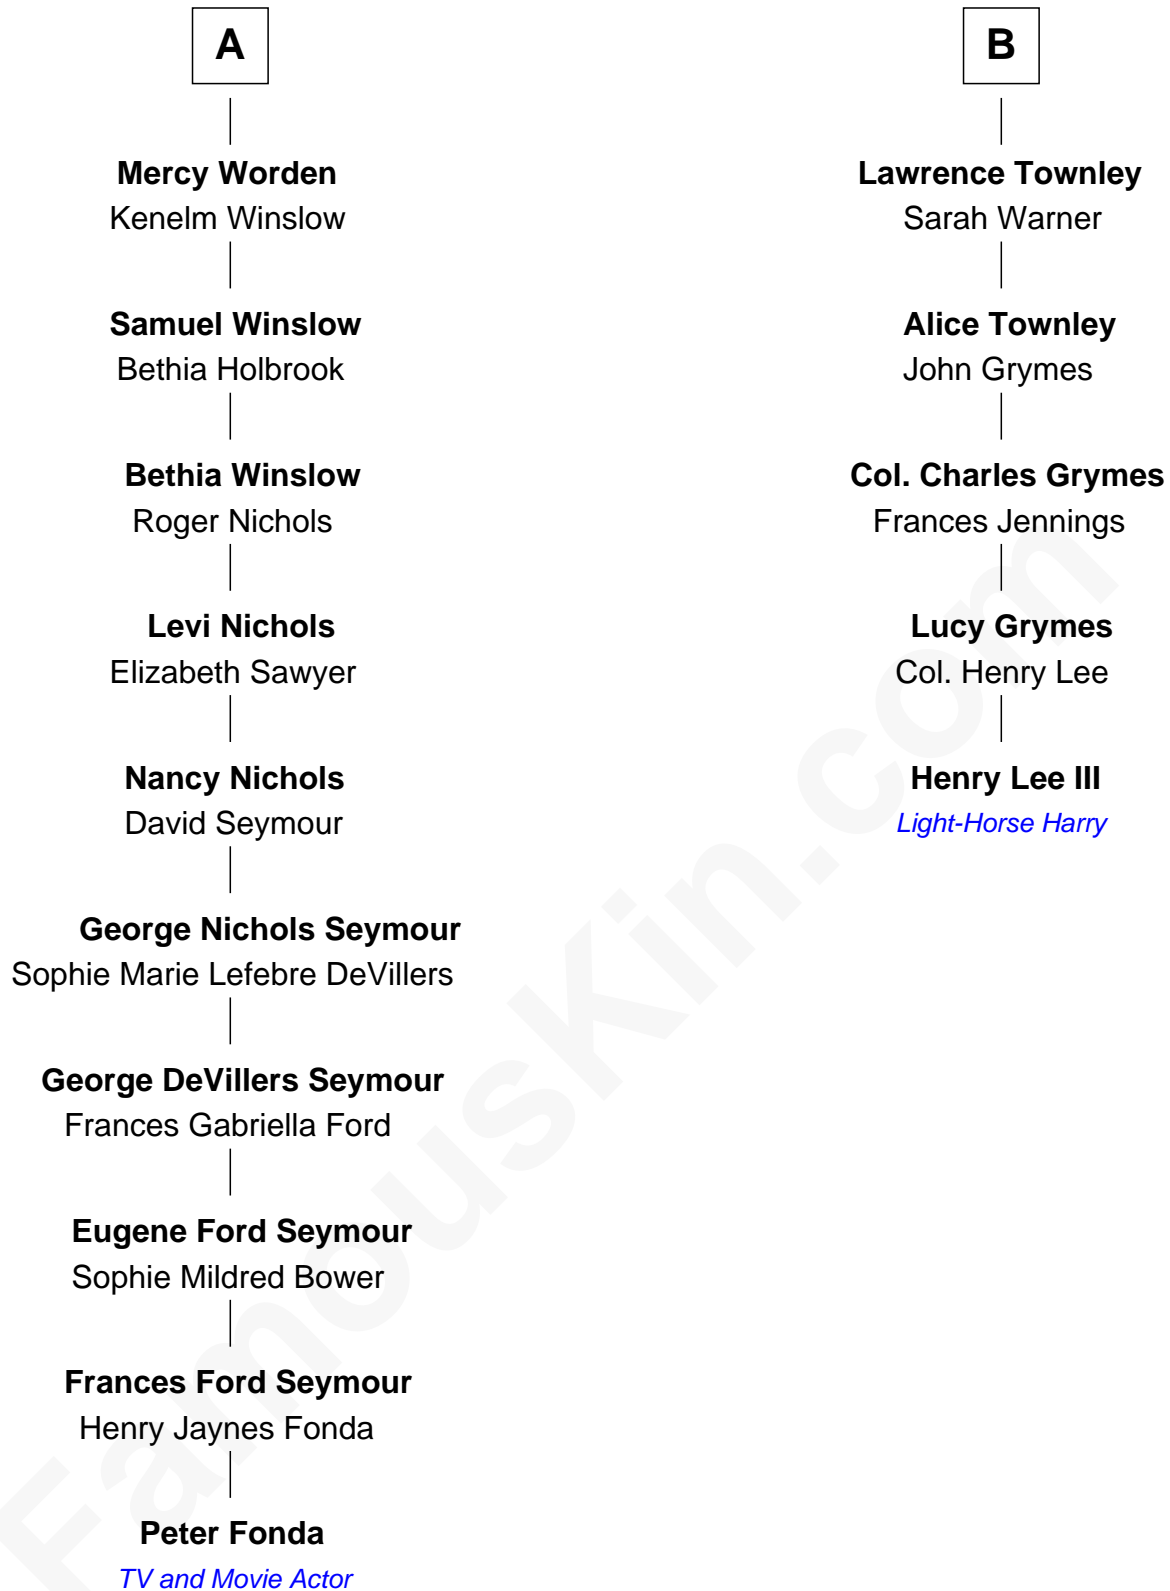 A
Mercy Worden
Kenelm Winslow
Samuel Winslow
Bethia Holbrook
Bethia Winslow
Roger Nichols
Levi Nichols
Elizabeth Sawyer
Nancy Nichols
David Seymour
George Nichols Seymour
Sophie Marie Lefebre DeVillers
George DeVillers Seymour
Frances Gabriella Ford
Eugene Ford Seymour
Sophie Mildred Bower
Frances Ford Seymour
Henry Jaynes Fonda
Peter Fonda
TV and Movie Actor
B
Lawrence Townley
Sarah Warner
Alice Townley
John Grymes
Col. Charles Grymes
Frances Jennings
Lucy Grymes
Col. Henry Lee
Henry Lee III
Light-Horse Harry
FamousKin.com